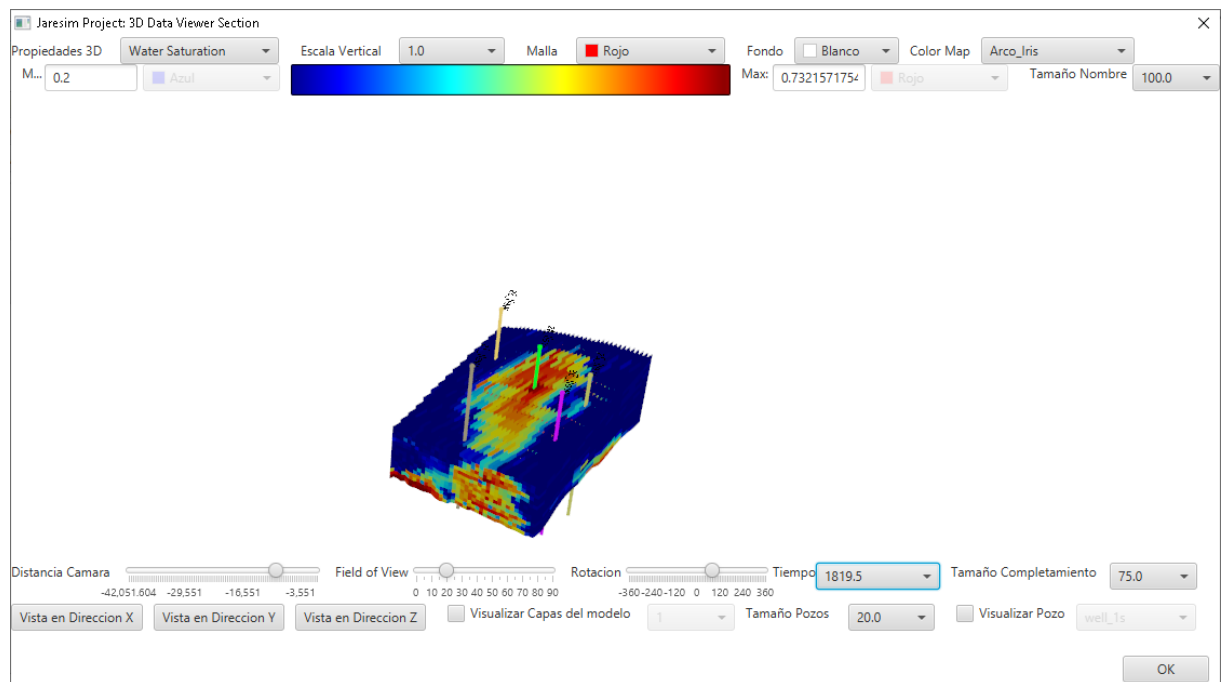 Jaresim Project: 3D Data Viewer Section
Propiedades 3D Water Saturation Escala Vertical 1.0 Malla Rojo Fondo Blanco Color Map Arco_Iris
M... 0.2 Azul Max: 0.7321571754 Rojo Tamaño Nombre 100.0
Distancia Camara Field of View Rotacion Tiempo 1819.5 Tamaño Completamiento 75.0
-42,051.604 -29,551 -16,551 -3,551 0 10 20 30 40 50 60 70 80 90 -360-240-120 0 120 240 360
Vista en Direccion X Vista en Direccion Y Vista en Direccion Z Visualizar Capas del modelo 1 Tamaño Pozos 20.0 Visualizar Pozo well_1s
OK